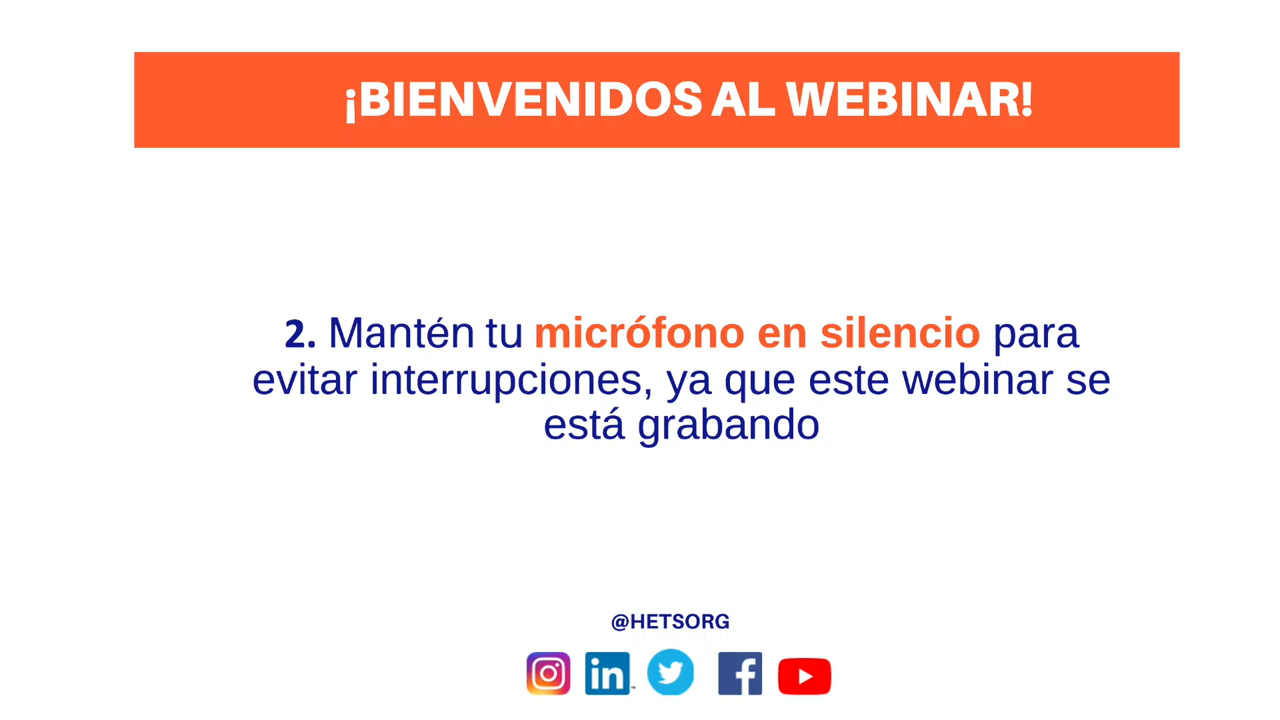 ¡BIENVENIDOS AL WEBINAR!
2. Mantén tu micrófono en silencio para
evitar interrupciones, ya que este webinar se
está grabando
@HETSORG
in